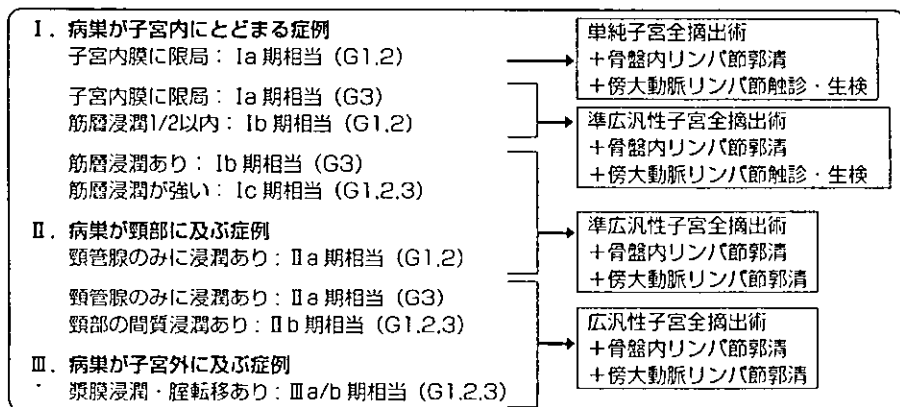 Ⅰ．病巣が子宮内にとどまる症例
子宮内膜に限局：Ⅰa期相当（G1,2）
子宮内膜に限局：Ⅰa期相当（G3）
筋層浸潤1/2以内：Ⅰb期相当（G1,2）
筋層浸潤あり：Ⅰb期相当（G3）
筋層浸潤が強い：Ⅰc期相当（G1,2,3）
Ⅱ．病巣が頸部に及ぶ症例
頸管腺のみに浸潤あり：Ⅱa期相当（G1,2）
頸管腺のみに浸潤あり：Ⅱa期相当（G3）
頸部の間質浸潤あり：Ⅱb期相当（G1,2,3）
Ⅲ．病巣が子宮外に及ぶ症例
漿膜浸潤・腟転移あり：Ⅲa/b期相当（G1,2,3）
単純子宮全摘出術
＋骨盤内リンパ節郭清
＋傍大動脈リンパ節触診・生検
準広汎性子宮全摘出術
＋骨盤内リンパ節郭清
＋傍大動脈リンパ節触診・生検
準広汎性子宮全摘出術
＋骨盤内リンパ節郭清
＋傍大動脈リンパ節郭清
広汎性子宮全摘出術
＋骨盤内リンパ節郭清
＋傍大動脈リンパ節郭清